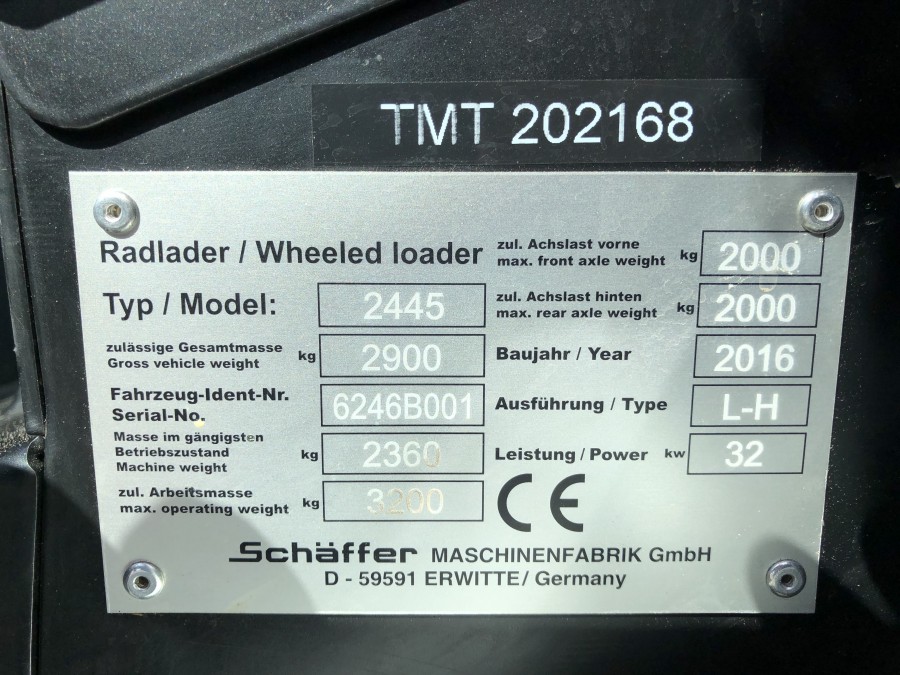 TMT 202168
Radlader / Wheeled loader
Typ / Model: 2445
zulässige Gesamtmasse
Gross vehicle weight kg 2900
Fahrzeug-Ident-Nr.
Serial-No. 6246B001
Masse im gängigsten
Betriebszustand
Machine weight kg 2360
zul. Arbeitsmasse
max. operating weight kg 3200
zul. Achslast vorne
max. front axle weight kg 2000
zul. Achslast hinten
max. rear axle weight kg 2000
Baujahr / Year 2016
Ausführung / Type L-H
Leistung / Power kw 32
CE
Schäffer MASCHINENFABRIK GmbH
D - 59591 ERWITTE/ Germany